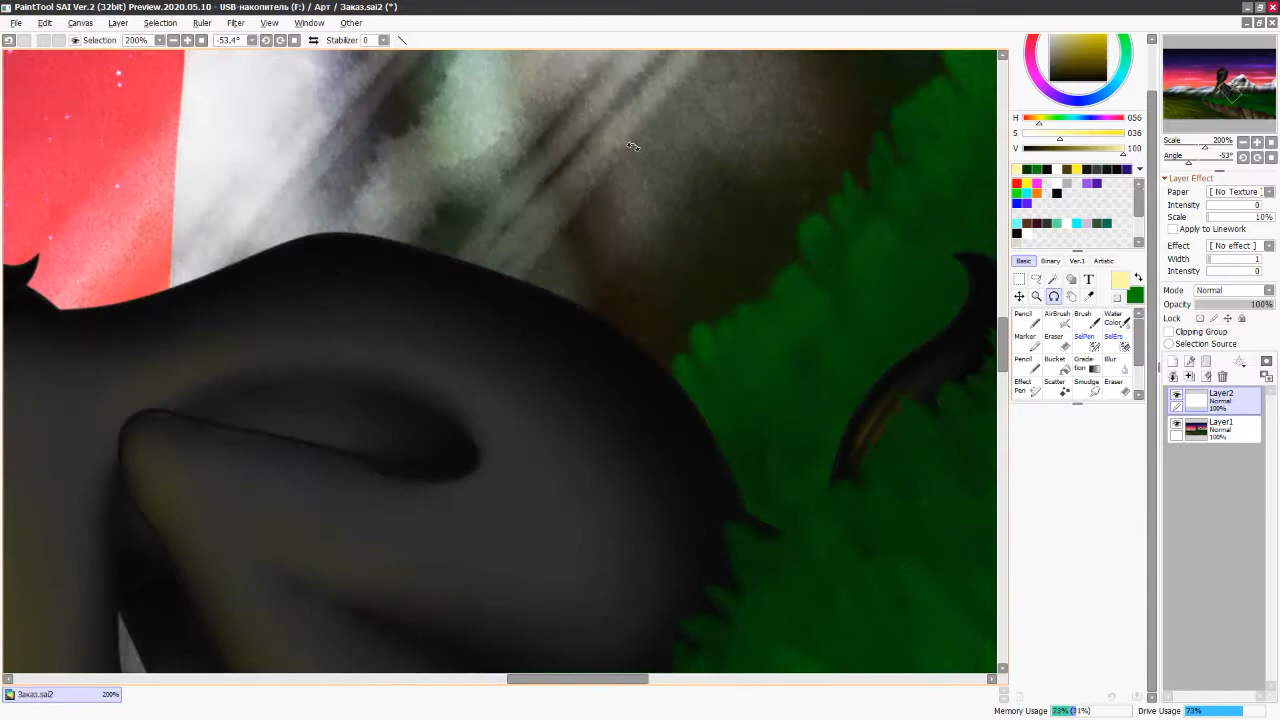 PaintTool SAI Ver.2 (32bit) Preview.2020.05.10 - USB-накопитель (F:) / Арт / Заказ.sai2 (*)
File Edit Canvas Layer Selection Ruler Filter View Window Other
Selection 200% -53.4° Stabilizer 0
H 056
S 036
V 100
Scale 200%
Angle -53°
Layer Effect
Paper [ No Texture ]
Intensity 0
Scale 10%
Apply to Linework
Effect [ No effect ]
Width 1
Intensity 0
Mode Normal
Opacity 100%
Lock
Clipping Group
Selection Source
Basic Binary Ver.1 Artistic
T
Pencil AirBrush Brush Water Color
Marker Eraser SelPen SelErs
Pencil Bucket Gradation Blur
Effect Pen Scatter Smudge Eraser
Layer2
Normal
100%
Layer1
Normal
100%
Заказ.sai2 200%
Memory Usage 23% (31%) Drive Usage 73%